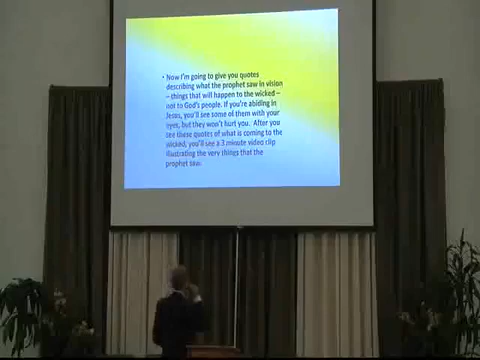 • Now I'm going to give you quotes
describing what the prophet saw in vision
– things that will happen to the wicked –
not to God's people. If you're abiding in
Jesus, you'll see some of them with your
eyes, but they won't hurt you. After you
see these quotes of what is coming to the
wicked, you'll see a 3 minute video clip
illustrating the very things that the
prophet saw.